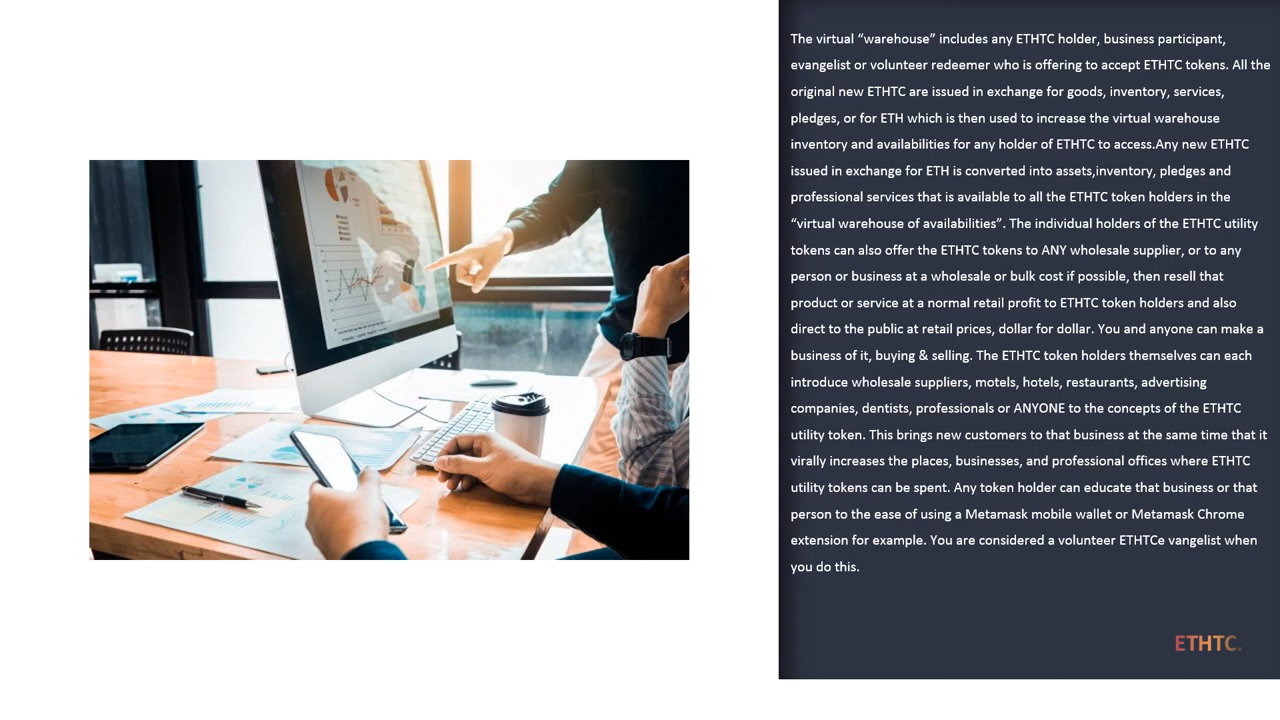 The virtual “warehouse” includes any ETHTC holder, business participant,
evangelist or volunteer redeemer who is offering to accept ETHTC tokens. All the
original new ETHTC are issued in exchange for goods, inventory, services,
pledges, or for ETH which is then used to increase the virtual warehouse
inventory and availabilities for any holder of ETHTC to access.Any new ETHTC
issued in exchange for ETH is converted into assets,inventory, pledges and
professional services that is available to all the ETHTC token holders in the
“virtual warehouse of availabilities”. The individual holders of the ETHTC utility
tokens can also offer the ETHTC tokens to ANY wholesale supplier, or to any
person or business at a wholesale or bulk cost if possible, then resell that
product or service at a normal retail profit to ETHTC token holders and also
direct to the public at retail prices, dollar for dollar. You and anyone can make a
business of it, buying & selling. The ETHTC token holders themselves can each
introduce wholesale suppliers, motels, hotels, restaurants, advertising
companies, dentists, professionals or ANYONE to the concepts of the ETHTC
utility token. This brings new customers to that business at the same time that it
virally increases the places, businesses, and professional offices where ETHTC
utility tokens can be spent. Any token holder can educate that business or that
person to the ease of using a Metamask mobile wallet or Metamask Chrome
extension for example. You are considered a volunteer ETHTCe vangelist when
you do this.
ETHTC